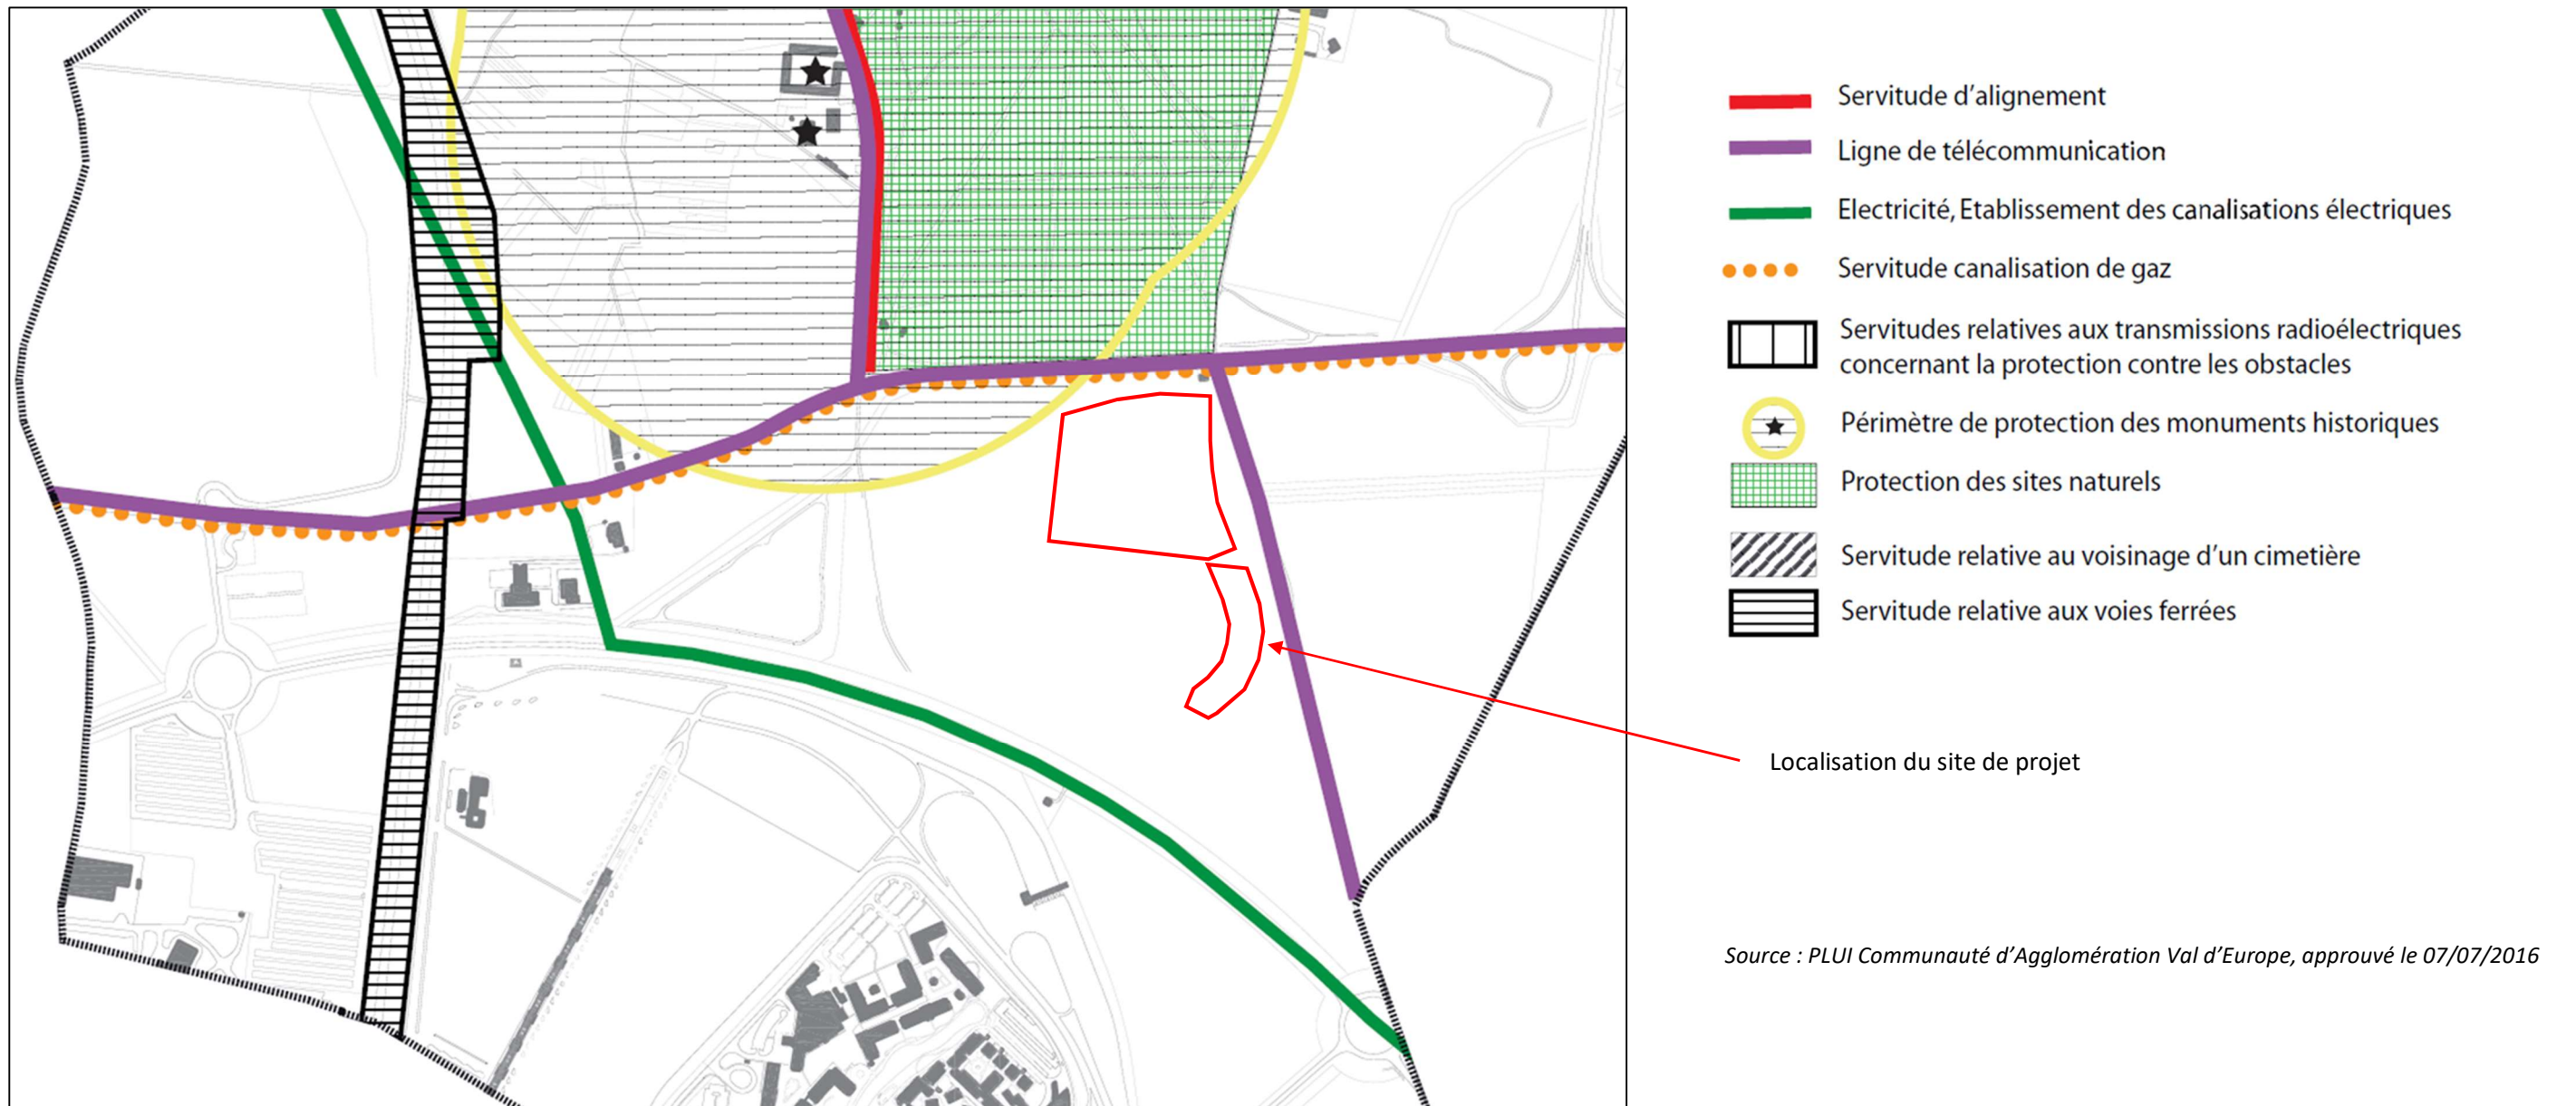 Servitude d'alignement
Ligne de télécommunication
Electricité, Etablissement des canalisations électriques
Servitude canalisation de gaz
Servitudes relatives aux transmissions radioélectriques
concernant la protection contre les obstacles
Périmètre de protection des monuments historiques
Protection des sites naturels
Servitude relative au voisinage d'un cimetière
Servitude relative aux voies ferrées
Localisation du site de projet
Source : PLUI Communauté d'Agglomération Val d'Europe, approuvé le 07/07/2016